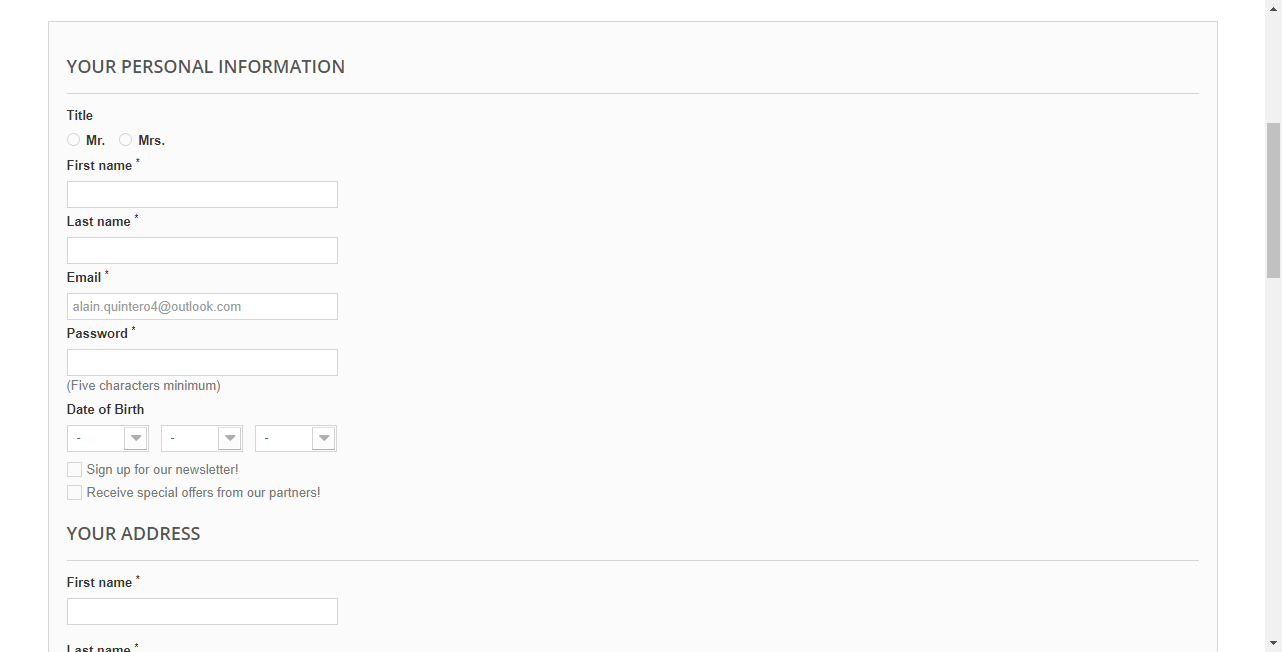 YOUR PERSONAL INFORMATION
Title
Mr. Mrs.
First name *
Last name *
Email *
alain.quintero4@outlook.com
Password *
(Five characters minimum)
Date of Birth
- - -
Sign up for our newsletter!
Receive special offers from our partners!
YOUR ADDRESS
First name *
Last name *